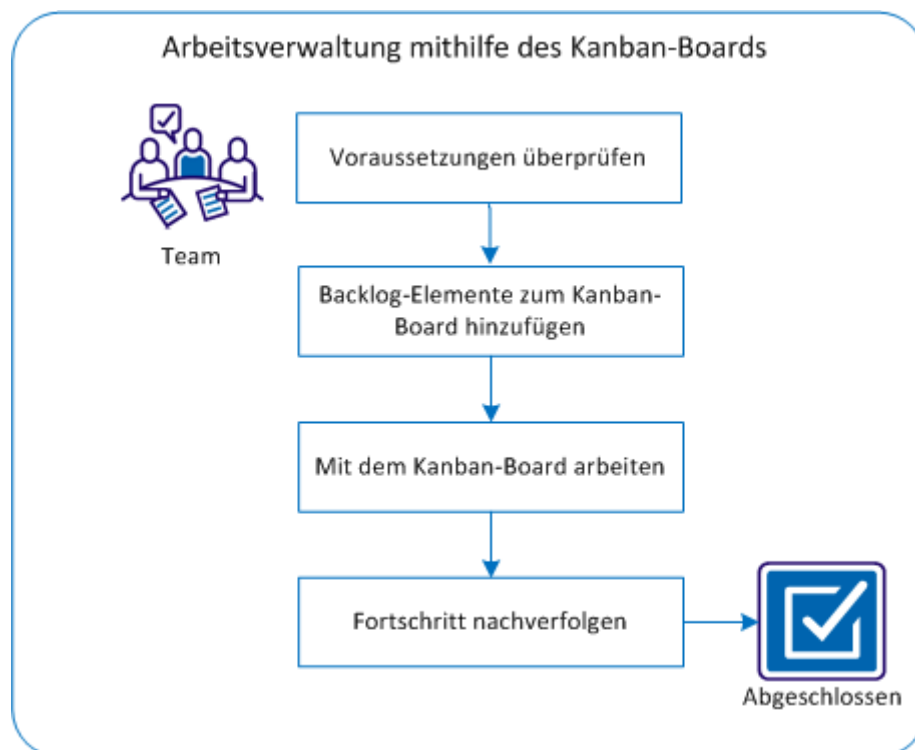 Arbeitsverwaltung mithilfe des Kanban-Boards
Voraussetzungen überprüfen
Team
Backlog-Elemente zum Kanban-
Board hinzufügen
Mit dem Kanban-Board arbeiten
Fortschritt nachverfolgen
Abgeschlossen